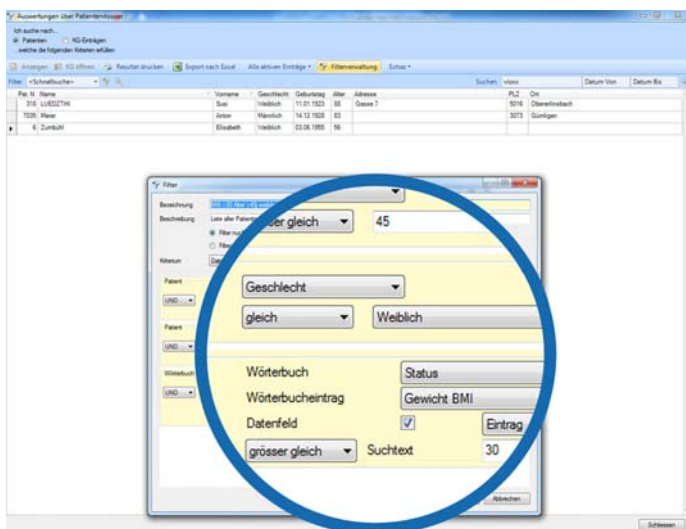 Auswertungen über Patientendossier
Ich suche nach...
Patienten KG-Einträgen
...welche die folgenden Kriterien erfüllen
Anzeigen KG öffnen Resultat drucken Export nach Excel Alle aktiven Einträge Filterverwaltung Extras
Filter: <Schnellsuche> Suchen: Datum Von Datum Bis
Pat. N Name Vorname Geschlecht Geburtstag Alter Adresse PLZ Ort
318 LUEDZTHI Susi Weiblich 11.01.1923 88 Gasse 7 5016 Obererlinsbach
7035 Meier Anton Männlich 14.12.1928 83 3073 Gümligen
6 Zumbühl Elisabeth Weiblich 03.06.1955 56
Filter
Bezeichnung
Beschreibung Liste aller
Filter
Kriterium
gleich 45
Patient
UND
Geschlecht
gleich Weiblich
Patient
UND
Wörterbuch
UND
Wörterbuch Status
Wörterbucheintrag Gewicht BMI
Datenfeld Eintrag
grösser gleich Suchtext 30
Abbrechen
Schliessen